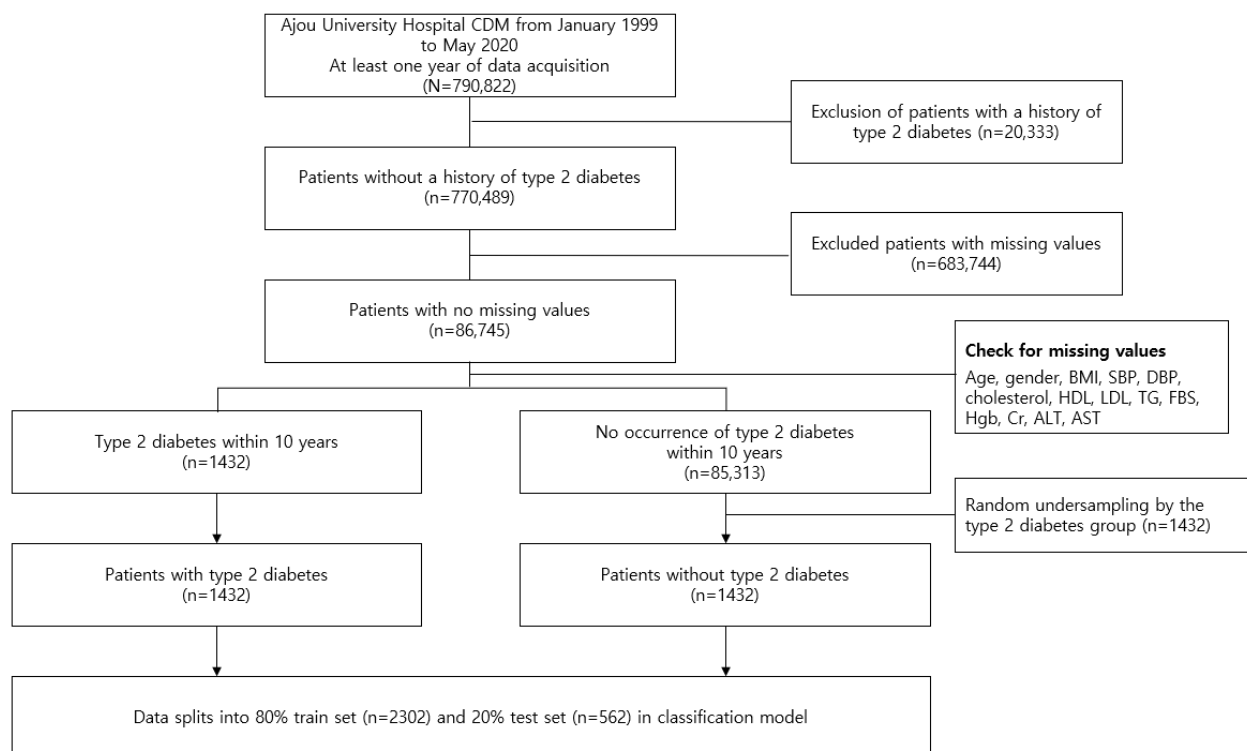 Ajou University Hospital CDM from January 1999
to May 2020
At least one year of data acquisition
(N=790,822)
Exclusion of patients with a history of
type 2 diabetes (n=20,333)
Patients without a history of type 2 diabetes
(n=770,489)
Excluded patients with missing values
(n=683,744)
Patients with no missing values
(n=86,745)
Check for missing values
Age, gender, BMI, SBP, DBP,
cholesterol, HDL, LDL, TG, FBS,
Hgb, Cr, ALT, AST
Type 2 diabetes within 10 years
(n=1432)
No occurrence of type 2 diabetes
within 10 years
(n=85,313)
Random undersampling by the
type 2 diabetes group (n=1432)
Patients with type 2 diabetes
(n=1432)
Patients without type 2 diabetes
(n=1432)
Data splits into 80% train set (n=2302) and 20% test set (n=562) in classification model